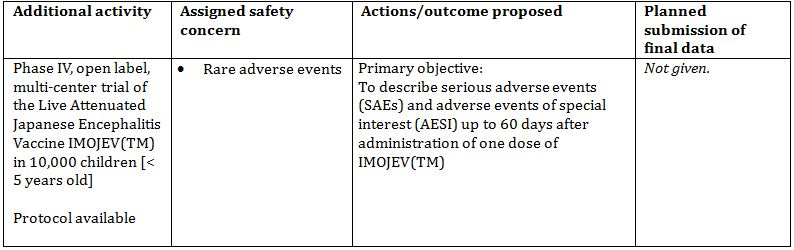 Additional activity
Assigned safety
concern
Actions/outcome proposed
Planned
submission of
final data
Phase IV, open label,
multi-center trial of
the Live Attenuated
Japanese Encephalitis
Vaccine IMOJEV(TM)
in 10,000 children [<
5 years old]
Protocol available
• Rare adverse events
Primary objective:
To describe serious adverse events
(SAEs) and adverse events of special
interest (AESI) up to 60 days after
administration of one dose of
IMOJEV(TM)
Not given.